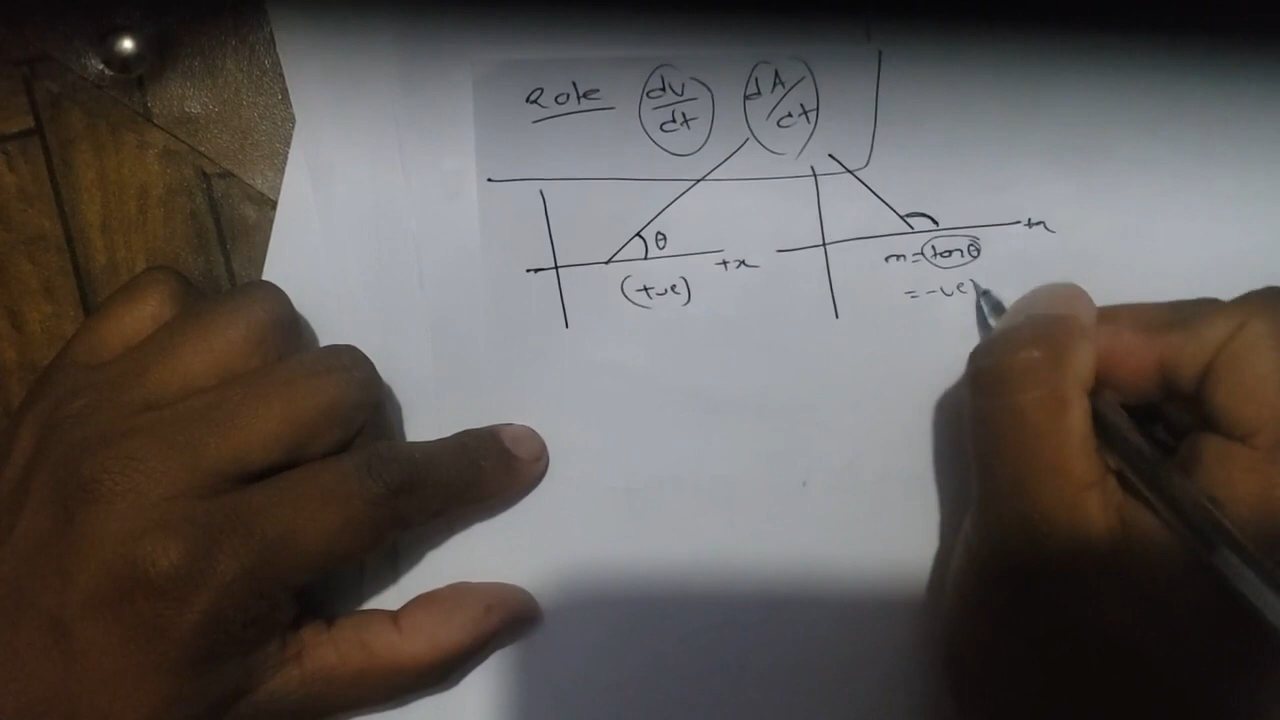 Rate dv/dt dA/dt
θ
+x
(+ve)
+x
m = tanθ
= -ve